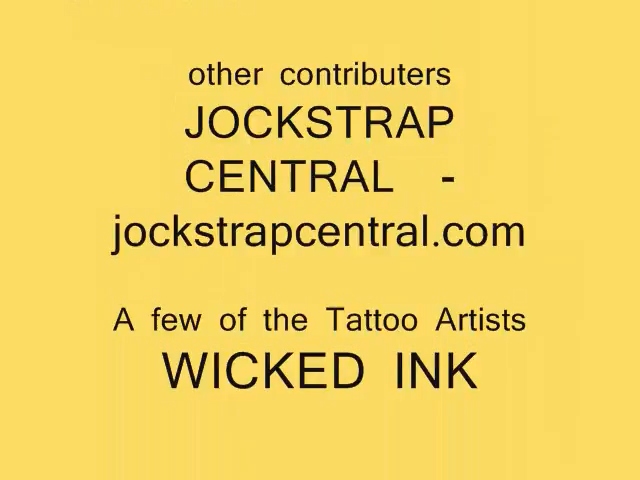 other contributers
JOCKSTRAP
CENTRAL -
jockstrapcentral.com
A few of the Tattoo Artists
WICKED INK